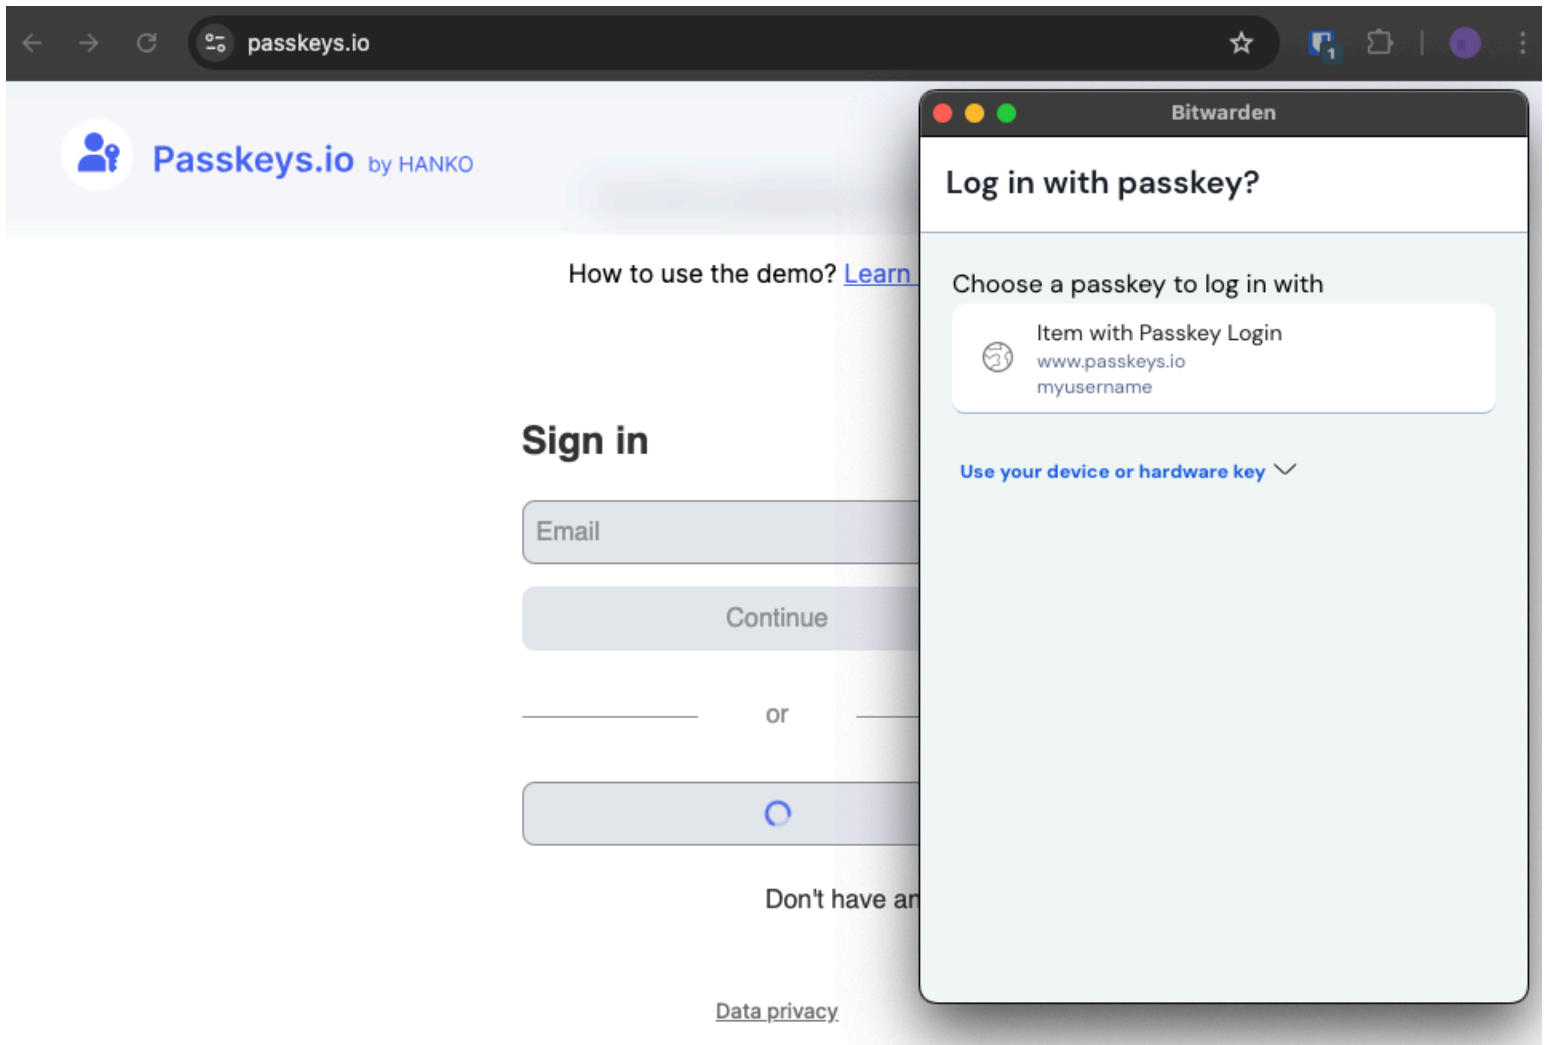 passkeys.io
1
Passkeys.io by HANKO
How to use the demo? Learn
Sign in
Email
Continue
or
Don't have an
Data privacy
Bitwarden
Log in with passkey?
Choose a passkey to log in with
Item with Passkey Login
www.passkeys.io
myusername
Use your device or hardware key